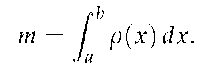 m = ∫_a^b ρ(x) dx.